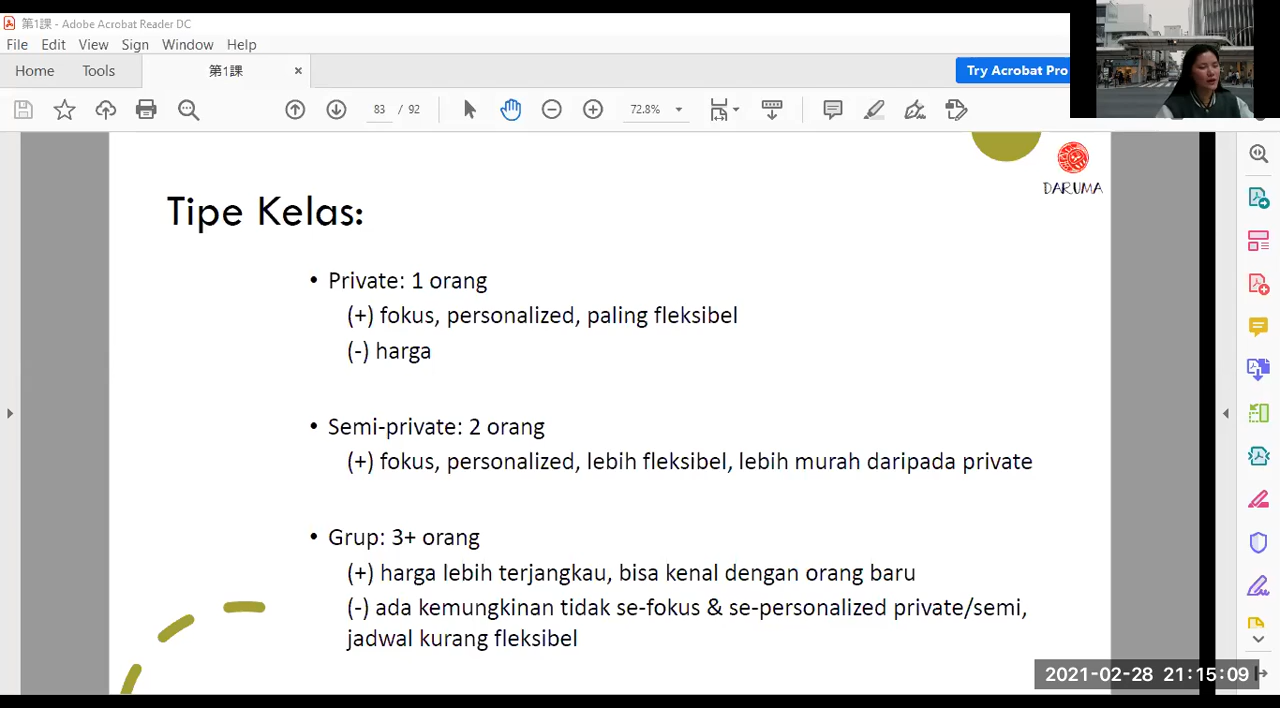 第1課 - Adobe Acrobat Reader DC
File Edit View Sign Window Help
Home Tools 第1課 ×
Try Acrobat Pro
83 / 92 72.8%
DARUMA
Tipe Kelas:
• Private: 1 orang
(+) fokus, personalized, paling fleksibel
(-) harga
• Semi-private: 2 orang
(+) fokus, personalized, lebih fleksibel, lebih murah daripada private
• Grup: 3+ orang
(+) harga lebih terjangkau, bisa kenal dengan orang baru
(-) ada kemungkinan tidak se-fokus & se-personalized private/semi,
jadwal kurang fleksibel
2021-02-28 21:15:09